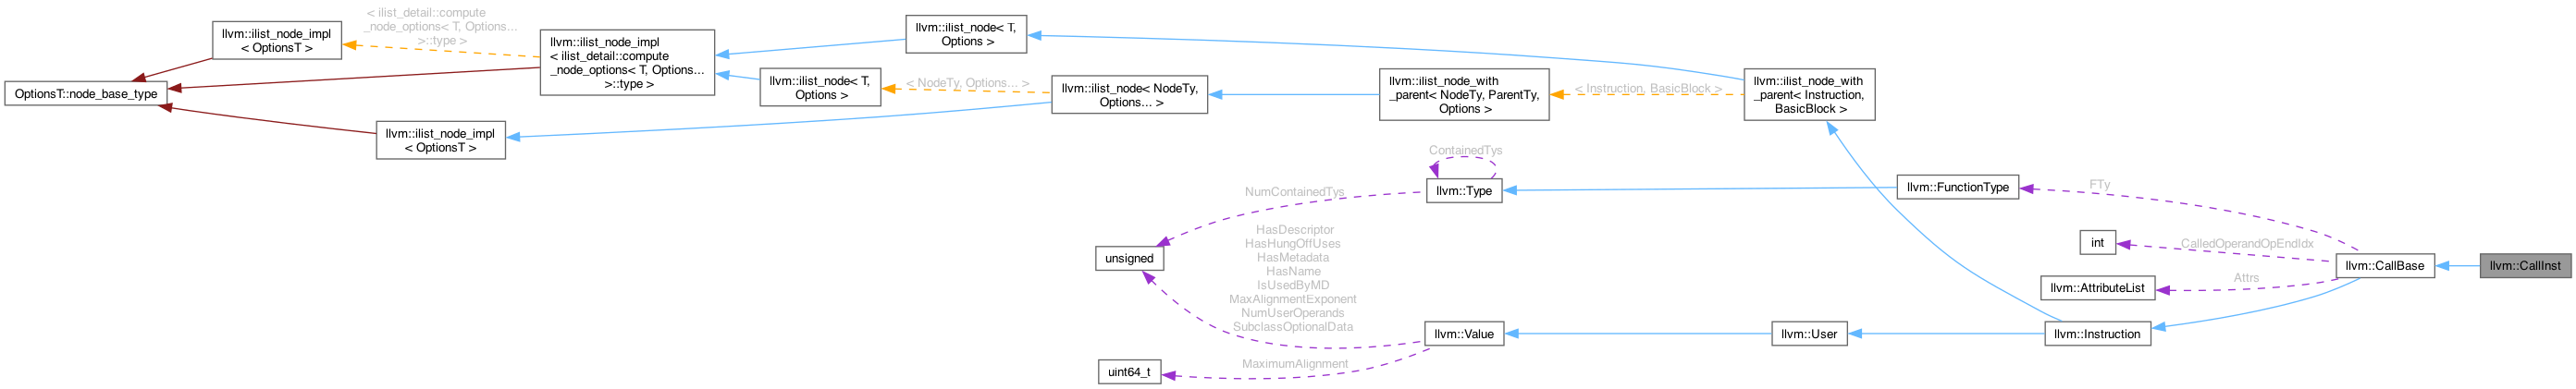 OptionsT::node_base_type
llvm::ilist_node_impl
< OptionsT >
< ilist_detail::compute
_node_options< T, Options...
>::type >
llvm::ilist_node_impl
< ilist_detail::compute
_node_options< T, Options...
>::type >
llvm::ilist_node_impl
< OptionsT >
llvm::ilist_node< T,
Options >
llvm::ilist_node< T,
Options >
< NodeTy, Options... >
llvm::ilist_node< NodeTy,
Options... >
llvm::ilist_node_with
_parent< NodeTy, ParentTy,
Options >
< Instruction, BasicBlock >
llvm::ilist_node_with
_parent< Instruction,
BasicBlock >
ContainedTys
llvm::Type
NumContainedTys
unsigned
HasDescriptor
HasHungOffUses
HasMetadata
HasName
IsUsedByMD
MaxAlignmentExponent
NumUserOperands
SubclassOptionalData
llvm::Value
MaximumAlignment
uint64_t
llvm::User
llvm::Instruction
llvm::FunctionType
FTy
int
CalledOperandOpEndIdx
llvm::AttributeList
Attrs
llvm::CallBase
llvm::CallInst